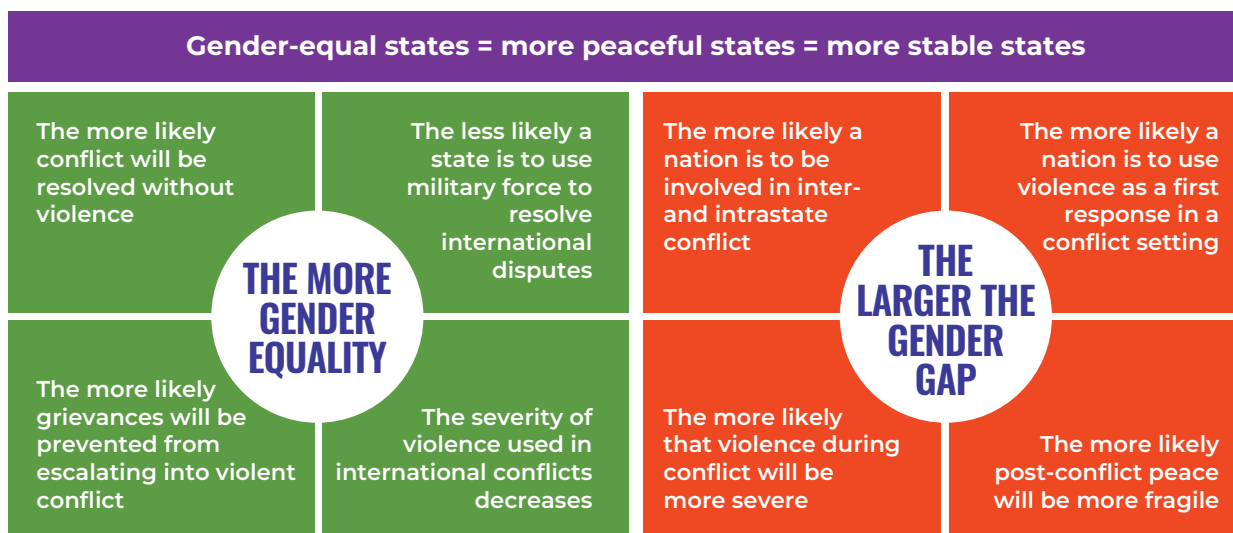 Gender-equal states = more peaceful states = more stable states
The more likely
conflict will be
resolved without
violence
The less likely a
state is to use
military force to
resolve
international
disputes
THE MORE
GENDER
EQUALITY
The more likely
grievances will be
prevented from
escalating into violent
conflict
The severity of
violence used in
international conflicts
decreases
The more likely a
nation is to be
involved in inter-
and intrastate
conflict
The more likely a
nation is to use
violence as a first
response in a
conflict setting
THE
LARGER THE
GENDER
GAP
The more likely
that violence during
conflict will be
more severe
The more likely
post-conflict peace
will be more fragile